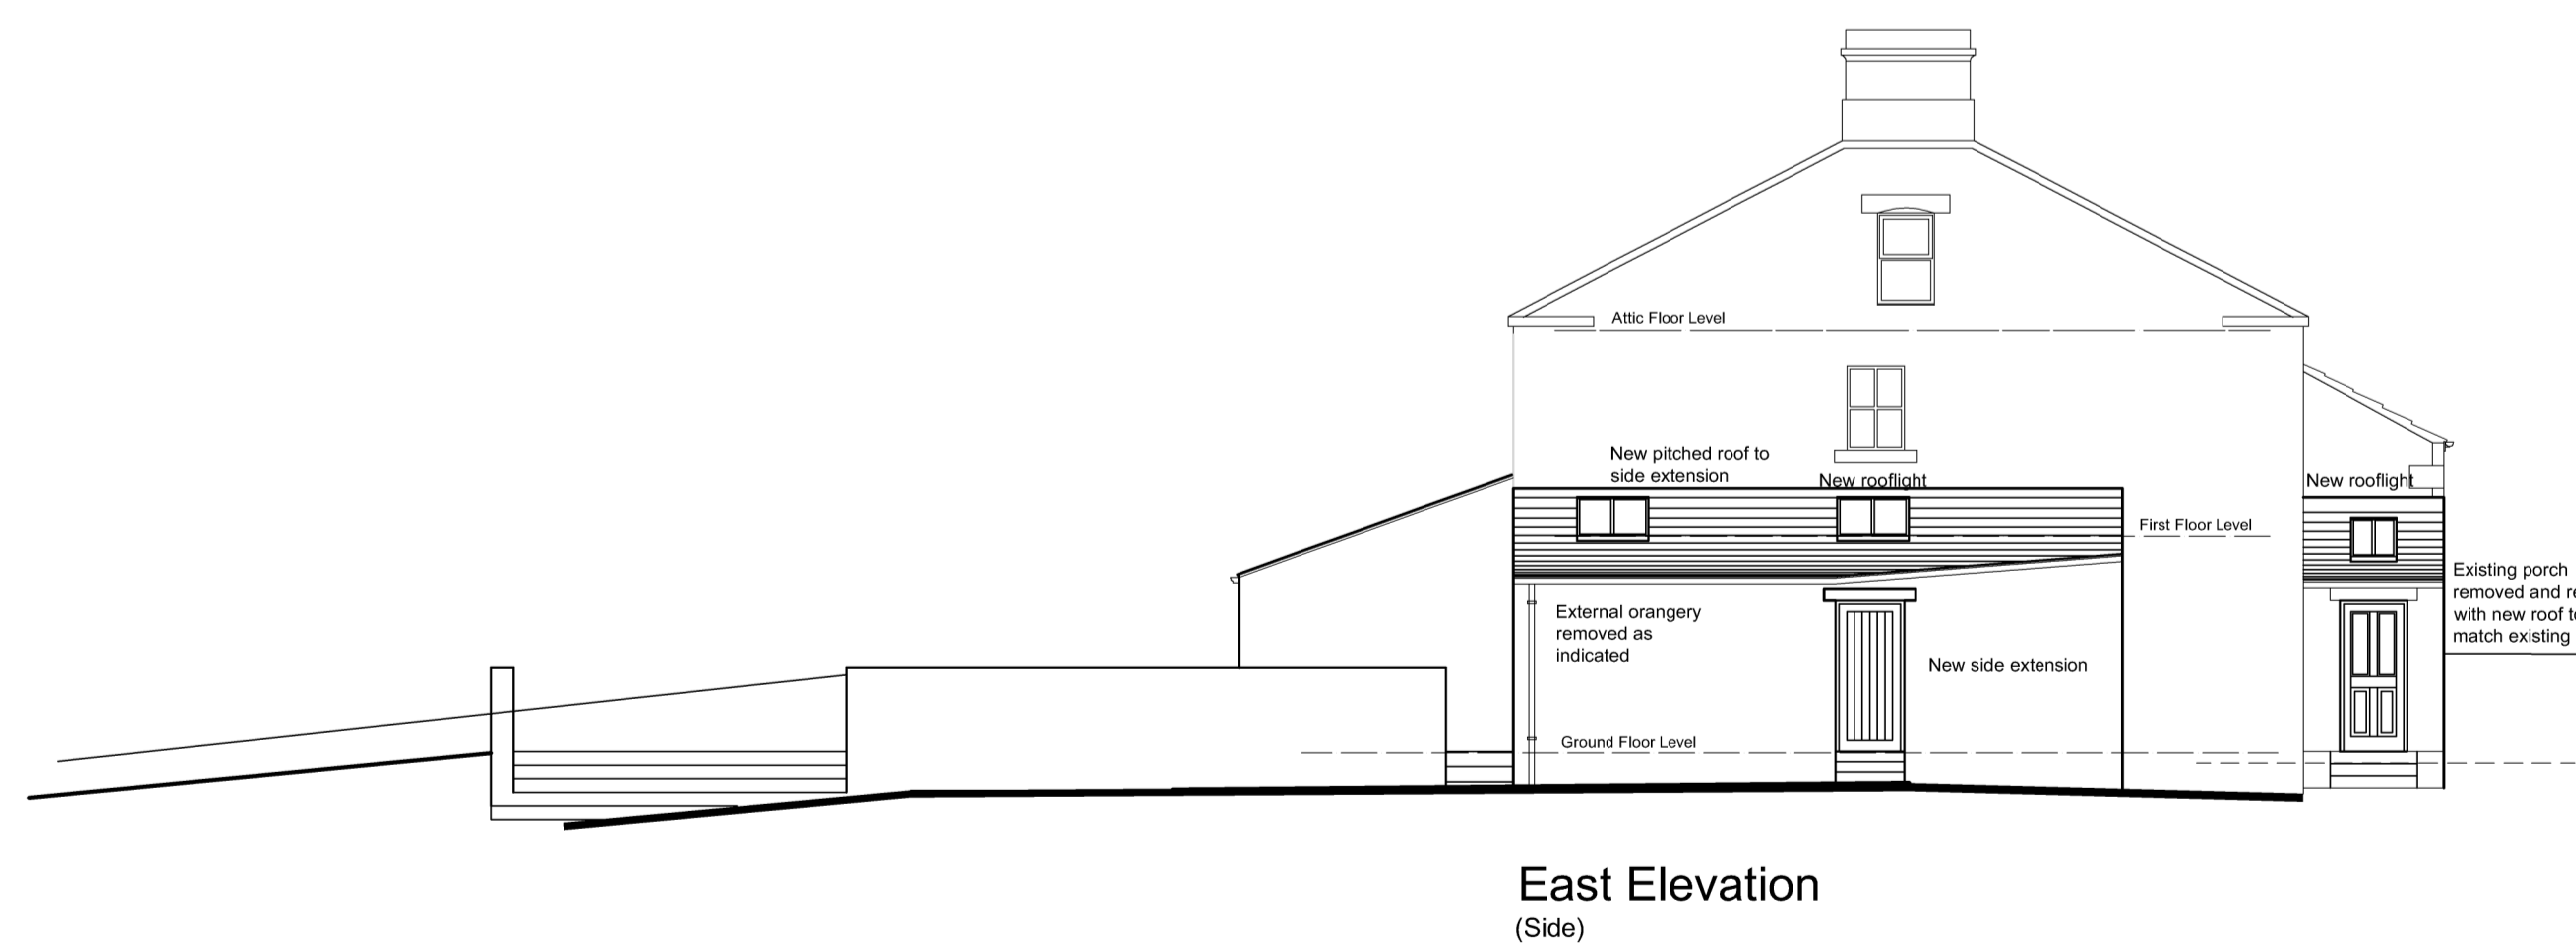 Attic Floor Level
New pitched roof to
side extension
New rooflight
New rooflight
First Floor Level
Existing porch
removed and
with new roof
match existing
External orangery
removed as
indicated
New side extension
Ground Floor Level
East Elevation
(Side)